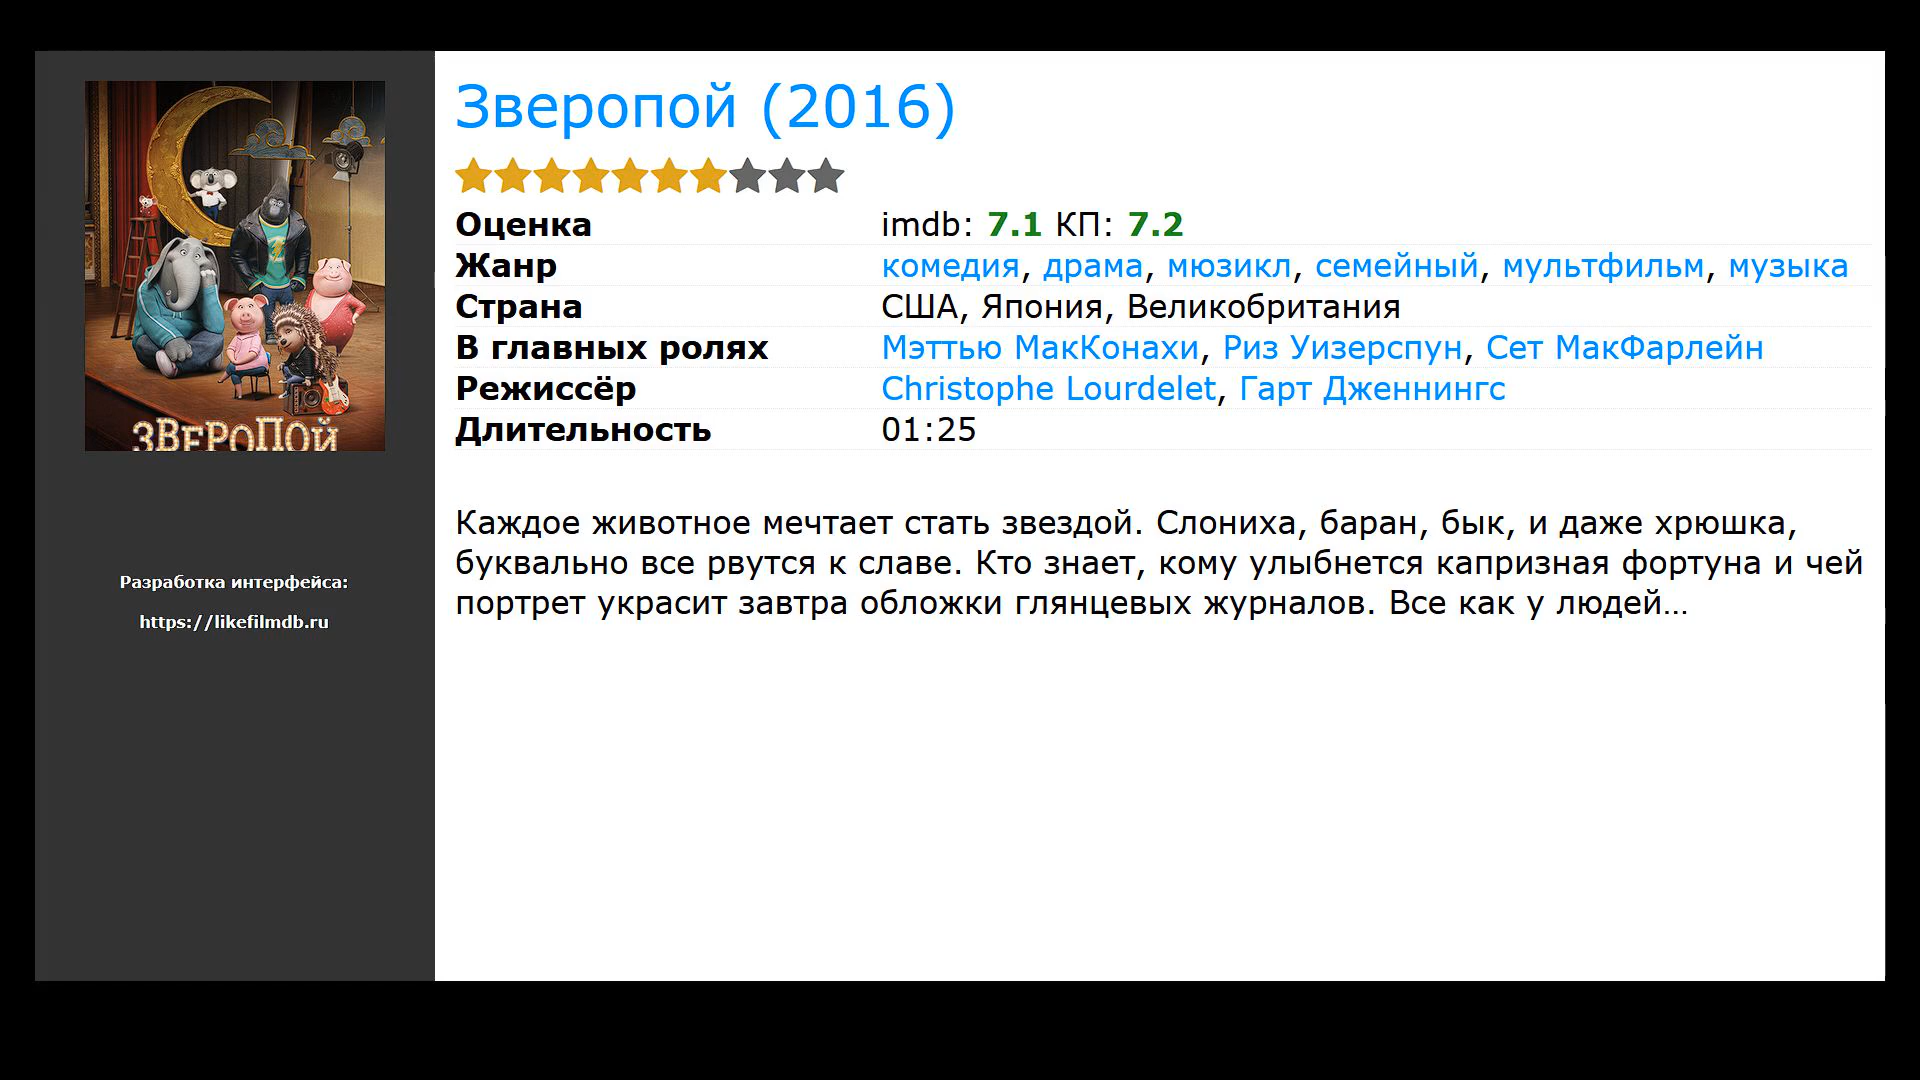 Зверопой (2016)
Оценка imdb: 7.1 КП: 7.2
Жанр комедия, драма, мюзикл, семейный, мультфильм, музыка
Страна США, Япония, Великобритания
В главных ролях Мэттью МакКонахи, Риз Уизерспун, Сет МакФарлейн
Режиссёр Christophe Lourdelet, Гарт Дженнингс
Длительность 01:25
Каждое животное мечтает стать звездой. Слониха, баран, бык, и даже хрюшка,
буквально все рвутся к славе. Кто знает, кому улыбнется капризная фортуна и чей
портрет украсит завтра обложки глянцевых журналов. Все как у людей…
ЗВЕРОПОЙ
Разработка интерфейса:
https://likefilmdb.ru